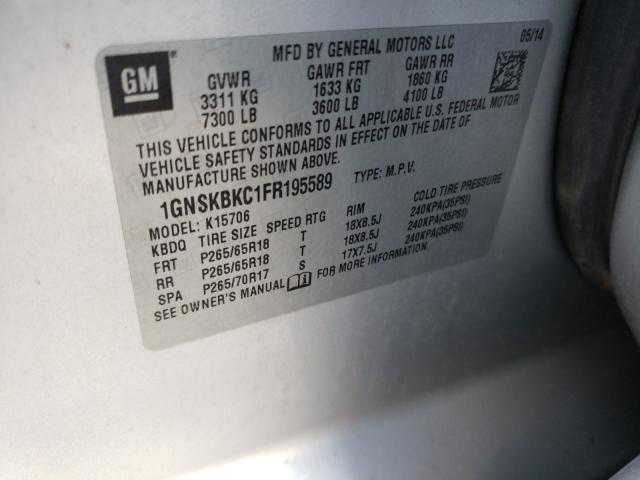 GM
MFD BY GENERAL MOTORS LLC 05/14
GVWR GAWR FRT GAWR RR
3311 KG 1633 KG 1860 KG
7300 LB 3600 LB 4100 LB
THIS VEHICLE CONFORMS TO ALL APPLICABLE U.S. FEDERAL MOTOR
VEHICLE SAFETY STANDARDS IN EFFECT ON THE DATE OF
MANUFACTURE SHOWN ABOVE.
1GNSKBKC1FR195589 TYPE: M.P.V.
MODEL: K15706
KBDQ TIRE SIZE SPEED RTG RIM COLD TIRE PRESSURE
FRT P265/65R18 T 18X8.5J 240KPA(35PSI)
RR P265/65R18 T 18X8.5J 240KPA(35PSI)
SPA P265/70R17 S 17X7.5J 240KPA(35PSI)
SEE OWNER'S MANUAL FOR MORE INFORMATION.